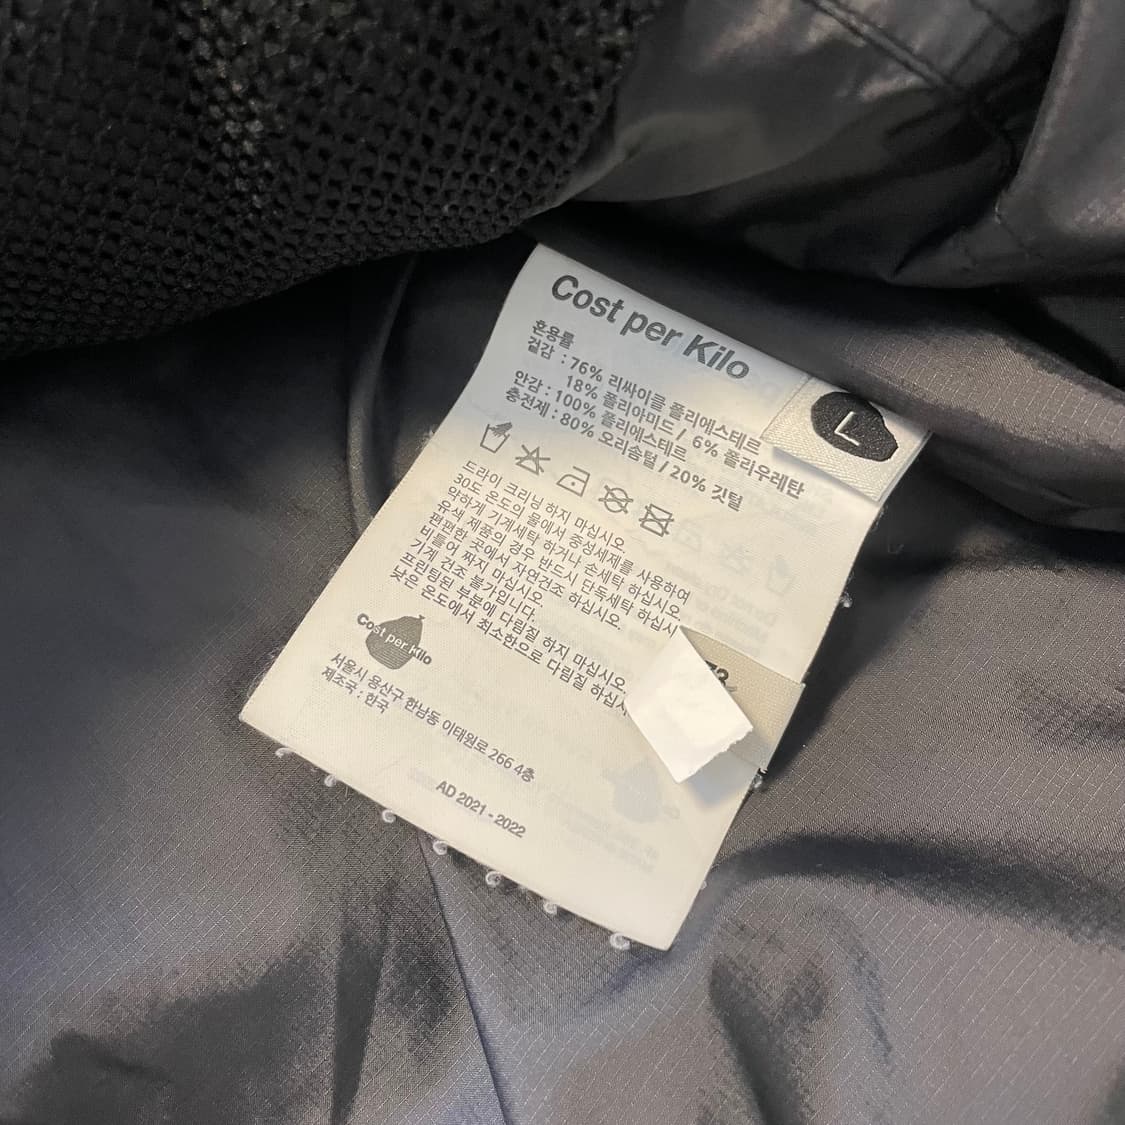 Cost per Kilo
L
혼용률
겉감 : 76% 리싸이클 폴리에스테르
18% 폴리아미드 / 6% 폴리우레탄
안감 : 100% 폴리에스테르
충전제 : 80% 오리솜털 / 20% 깃털
드라이 크리닝 하지 마십시오.
30도 온도의 물에서 중성세제를 사용하여
약하게 기계세탁 하거나 손세탁 하십시오.
유색 제품의 경우 반드시 단독세탁 하십시
편편한 곳에서 자연건조 하십시오.
비틀어 짜지 마십시오.
기계 건조 불가입니다.
프린팅된 부분에 다림질 하지 마십시오.
낮은 온도에서 최소한으로 다림질 하십시
Cost per Kilo
서울시 용산구 한남동 이태원로 266 4층
제조국 : 한국
AD 2021 - 2022